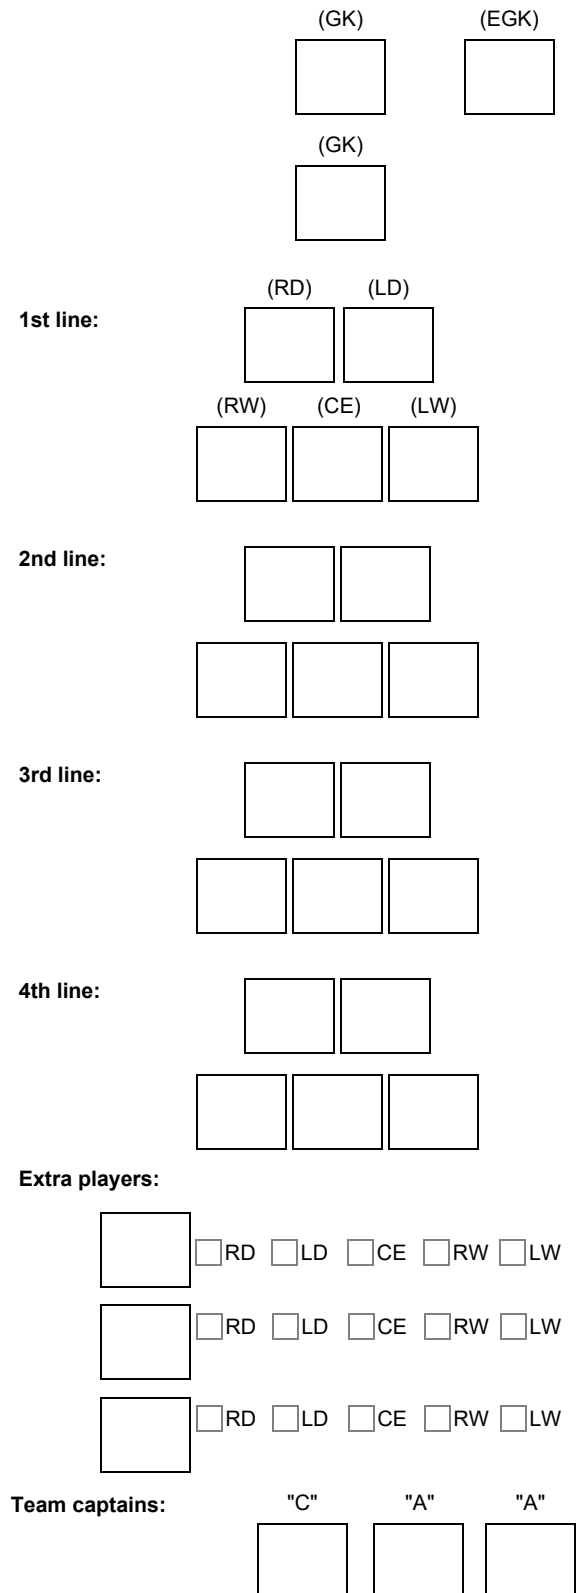 (GK) (EGK)
(GK)
(RD) (LD)
1st line:
(RW) (CE) (LW)
2nd line:
3rd line:
4th line:
Extra players:
RD LD CE RW LW
RD LD CE RW LW
RD LD CE RW LW
Team captains: "C" "A" "A"